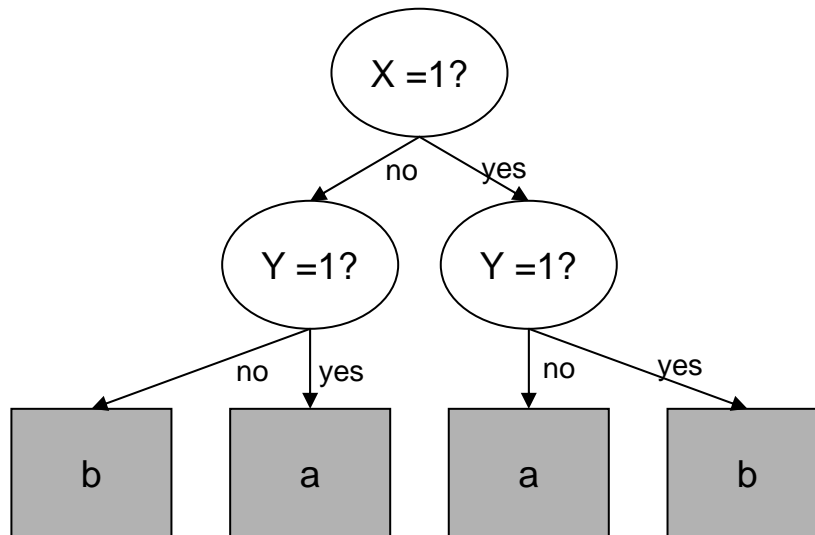 X =1?
no
yes
Y =1?
Y =1?
no
yes
no
yes
b
a
a
b